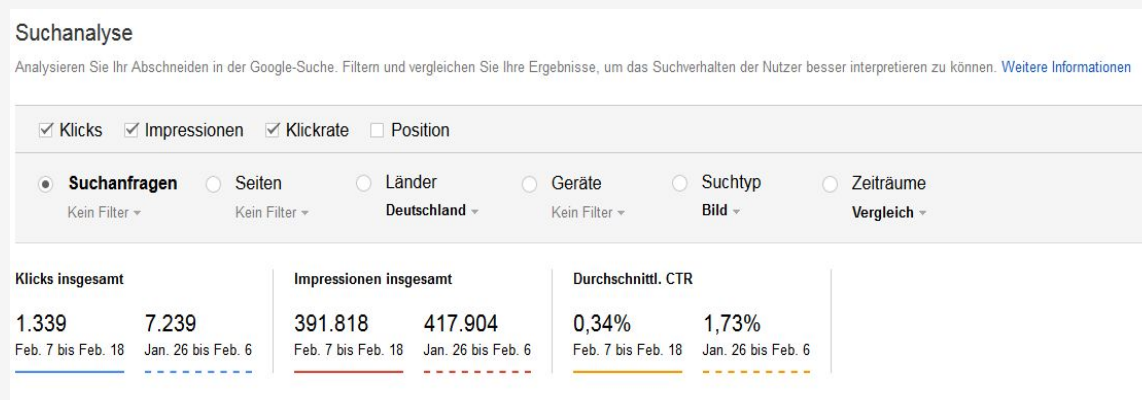 Suchanalyse
Analysieren Sie Ihr Abschneiden in der Google-Suche. Filtern und vergleichen Sie Ihre Ergebnisse, um das Suchverhalten der Nutzer besser interpretieren zu können. Weitere Informationen
Klicks Impressionen Klickrate Position
Suchanfragen Seiten Länder Geräte Suchtyp Zeiträume
Kein Filter Kein Filter Deutschland Kein Filter Bild Vergleich
Klicks insgesamt Impressionen insgesamt Durchschnittl. CTR
1.339 7.239 391.818 417.904 0,34% 1,73%
Feb. 7 bis Feb. 18 Jan. 26 bis Feb. 6 Feb. 7 bis Feb. 18 Jan. 26 bis Feb. 6 Feb. 7 bis Feb. 18 Jan. 26 bis Feb. 6